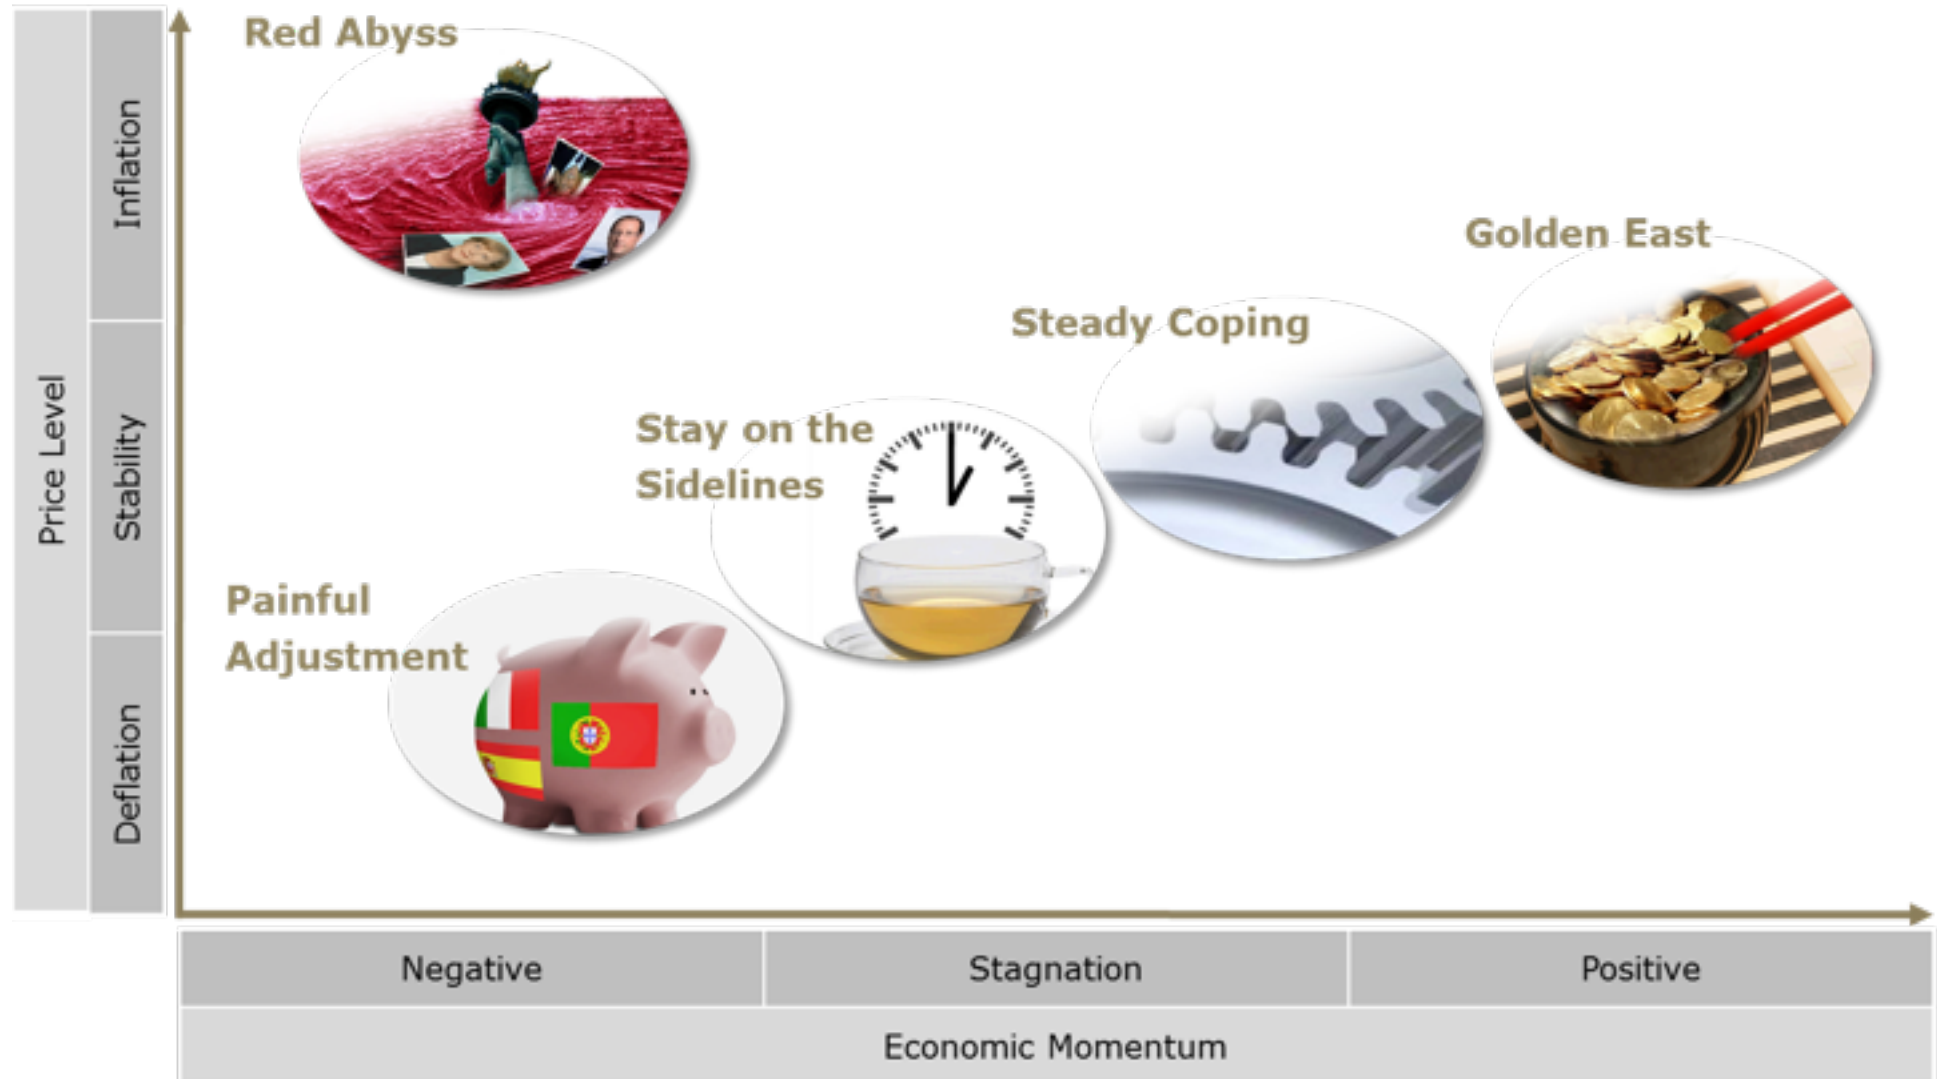 Red Abyss
Golden East
Steady Coping
Stay on the
Sidelines
Painful
Adjustment
Price Level
Inflation
Stability
Deflation
Negative
Stagnation
Positive
Economic Momentum